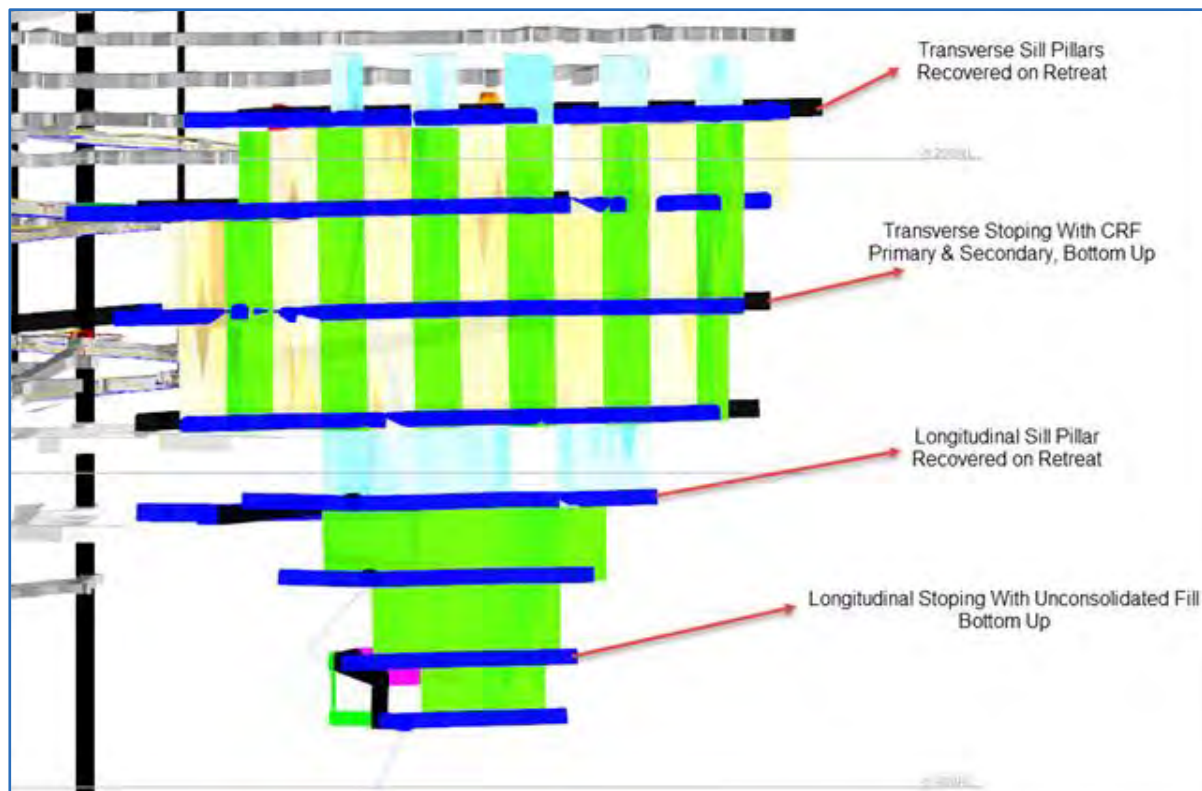 Transverse Sill Pillars
Recovered on Retreat
Transverse Stoping With CRF
Primary & Secondary, Bottom Up
Longitudinal Sill Pillar
Recovered on Retreat
Longitudinal Stoping With Unconsolidated Fill
Bottom Up